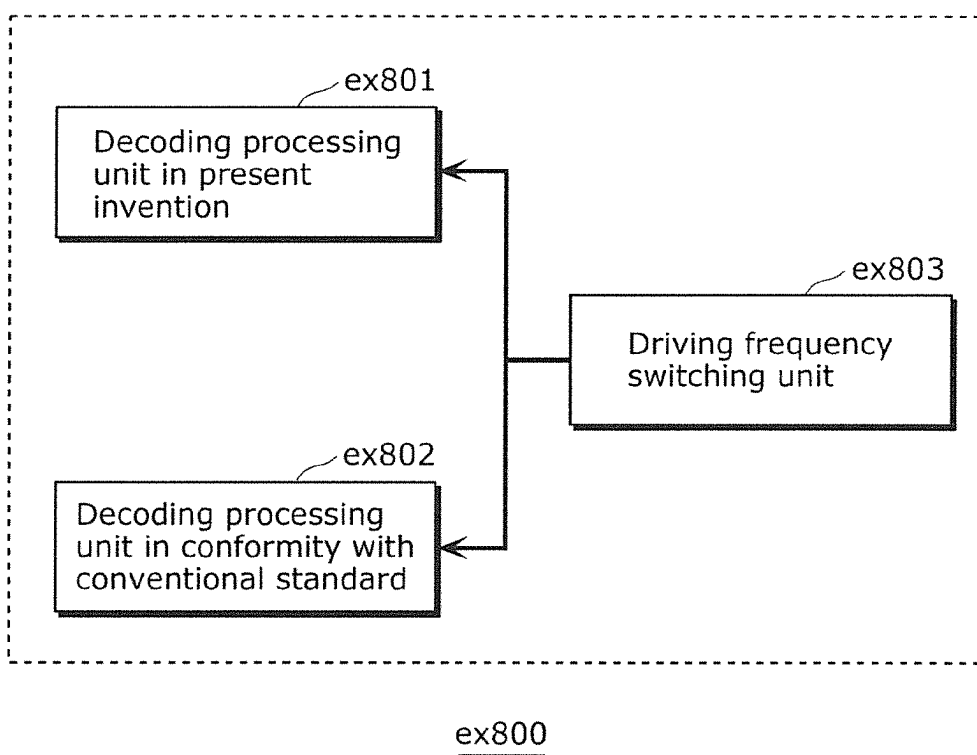 ex801
Decoding processing
unit in present
invention
ex803
Driving frequency
switching unit
ex802
Decoding processing
unit in conformity with
conventional standard
ex800